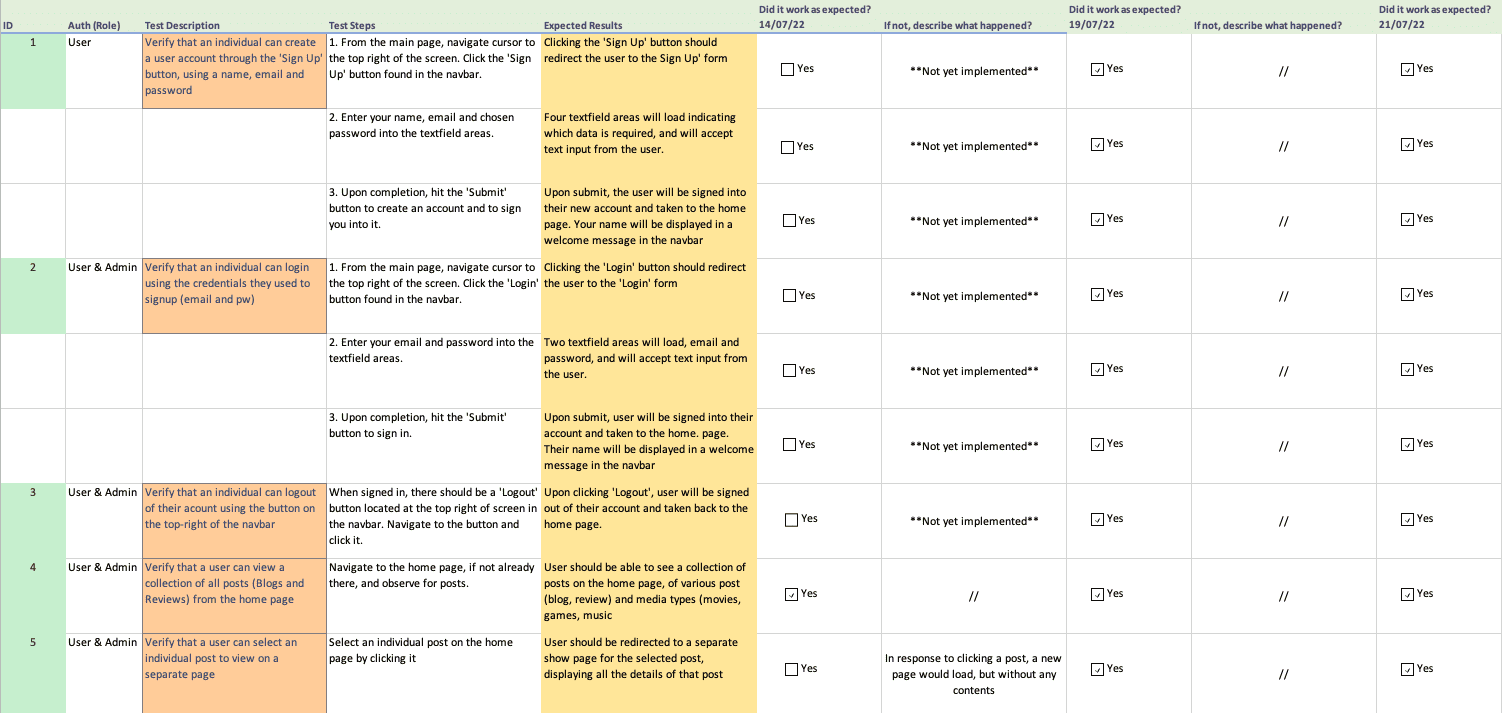 ID Auth (Role) Test Description Test Steps Expected Results Did it work as expected? 14/07/22 If not, describe what happened? Did it work as expected? 19/07/22 If not, describe what happened? Did it work as expected? 21/07/22
1
User
Verify that an individual can create
a user account through the 'Sign Up'
button, using a name, email and
password
1. From the main page, navigate cursor to
the top right of the screen. Click the 'Sign
Up' button found in the navbar.
Clicking the 'Sign Up' button should
redirect the user to the Sign Up' form
Yes
**Not yet implemented**
Yes
//
Yes
2. Enter your name, email and chosen
password into the textfield areas.
Four textfield areas will load indicating
which data is required, and will accept
text input from the user.
Yes
**Not yet implemented**
Yes
//
Yes
3. Upon completion, hit the 'Submit'
button to create an account and to sign
you into it.
Upon submit, the user will be signed into
their new account and taken to the home
page. Your name will be displayed in a
welcome message in the navbar
Yes
**Not yet implemented**
Yes
//
Yes
2
User & Admin
Verify that an individual can login
using the credentials they used to
signup (email and pw)
1. From the main page, navigate cursor to
the top right of the screen. Click the 'Login'
button found in the navbar.
Clicking the 'Login' button should redirect
the user to the 'Login' form
Yes
**Not yet implemented**
Yes
//
Yes
2. Enter your email and password into the
textfield areas.
Two textfield areas will load, email and
password, and will accept text input from
the user.
Yes
**Not yet implemented**
Yes
//
Yes
3. Upon completion, hit the 'Submit'
button to sign in.
Upon submit, user will be signed into their
account and taken to the home. page.
Their name will be displayed in a welcome
message in the navbar
Yes
**Not yet implemented**
Yes
//
Yes
3
User & Admin
Verify that an individual can logout
of their acount using the button on
the top-right of the navbar
When signed in, there should be a 'Logout'
button located at the top right of screen in
the navbar. Navigate to the button and
click it.
Upon clicking 'Logout', user will be signed
out of their account and taken back to the
home page.
Yes
**Not yet implemented**
Yes
//
Yes
4
User & Admin
Verify that a user can view a
collection of all posts (Blogs and
Reviews) from the home page
Navigate to the home page, if not already
there, and observe for posts.
User should be able to see a collection of
posts on the home page, of various post
(blog, review) and media types (movies,
games, music
Yes
//
Yes
//
Yes
5
User & Admin
Verify that a user can select an
individual post to view on a
separate page
Select an individual post on the home
page by clicking it
User should be redirected to a separate
show page for the selected post,
displaying all the details of that post
Yes
In response to clicking a post, a new
page would load, but without any
contents
Yes
//
Yes